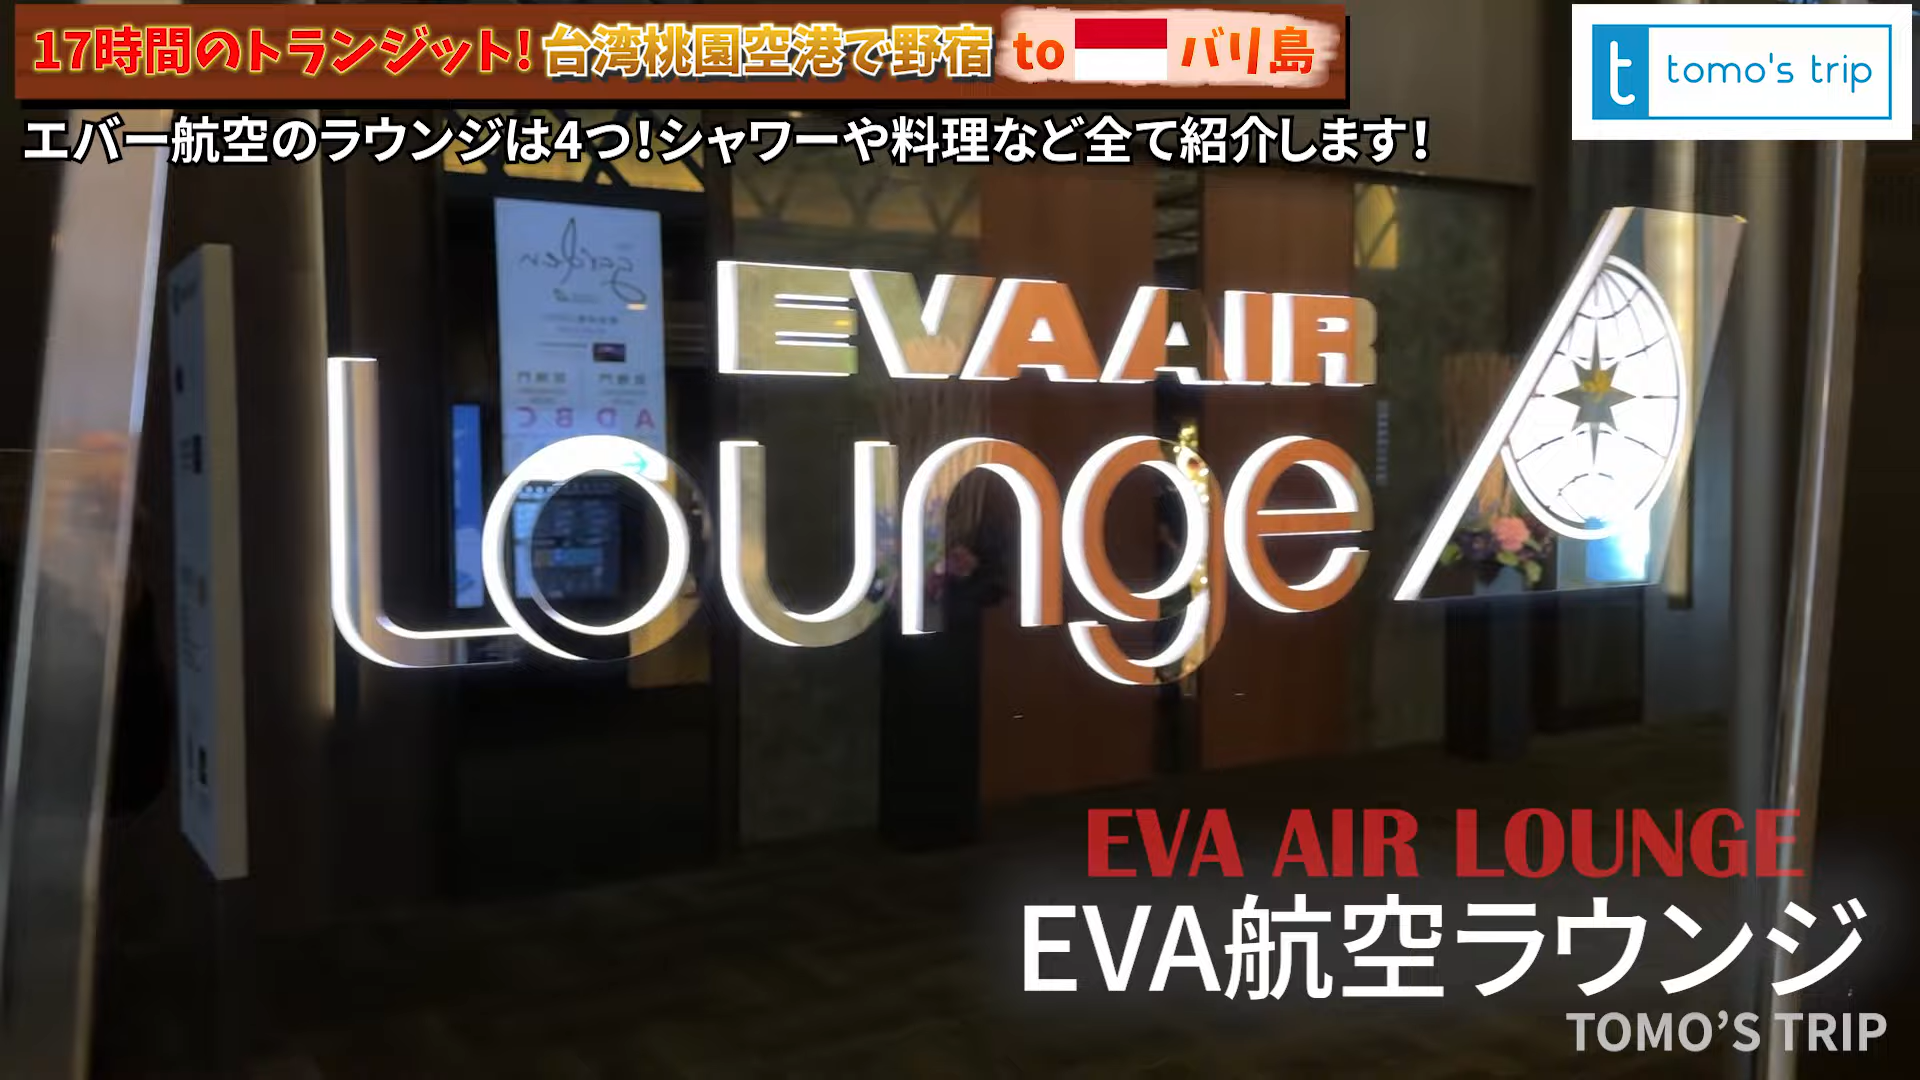 17時間のトランジット!台湾桃園空港で野宿 to バリ島
tomo's trip
エバー航空のラウンジは4つ!シャワーや料理など全て紹介します!
garden
EVA AIR
Lounge
A D B C
EVA AIR LOUNGE
EVA航空ラウンジ
TOMO'S TRIP